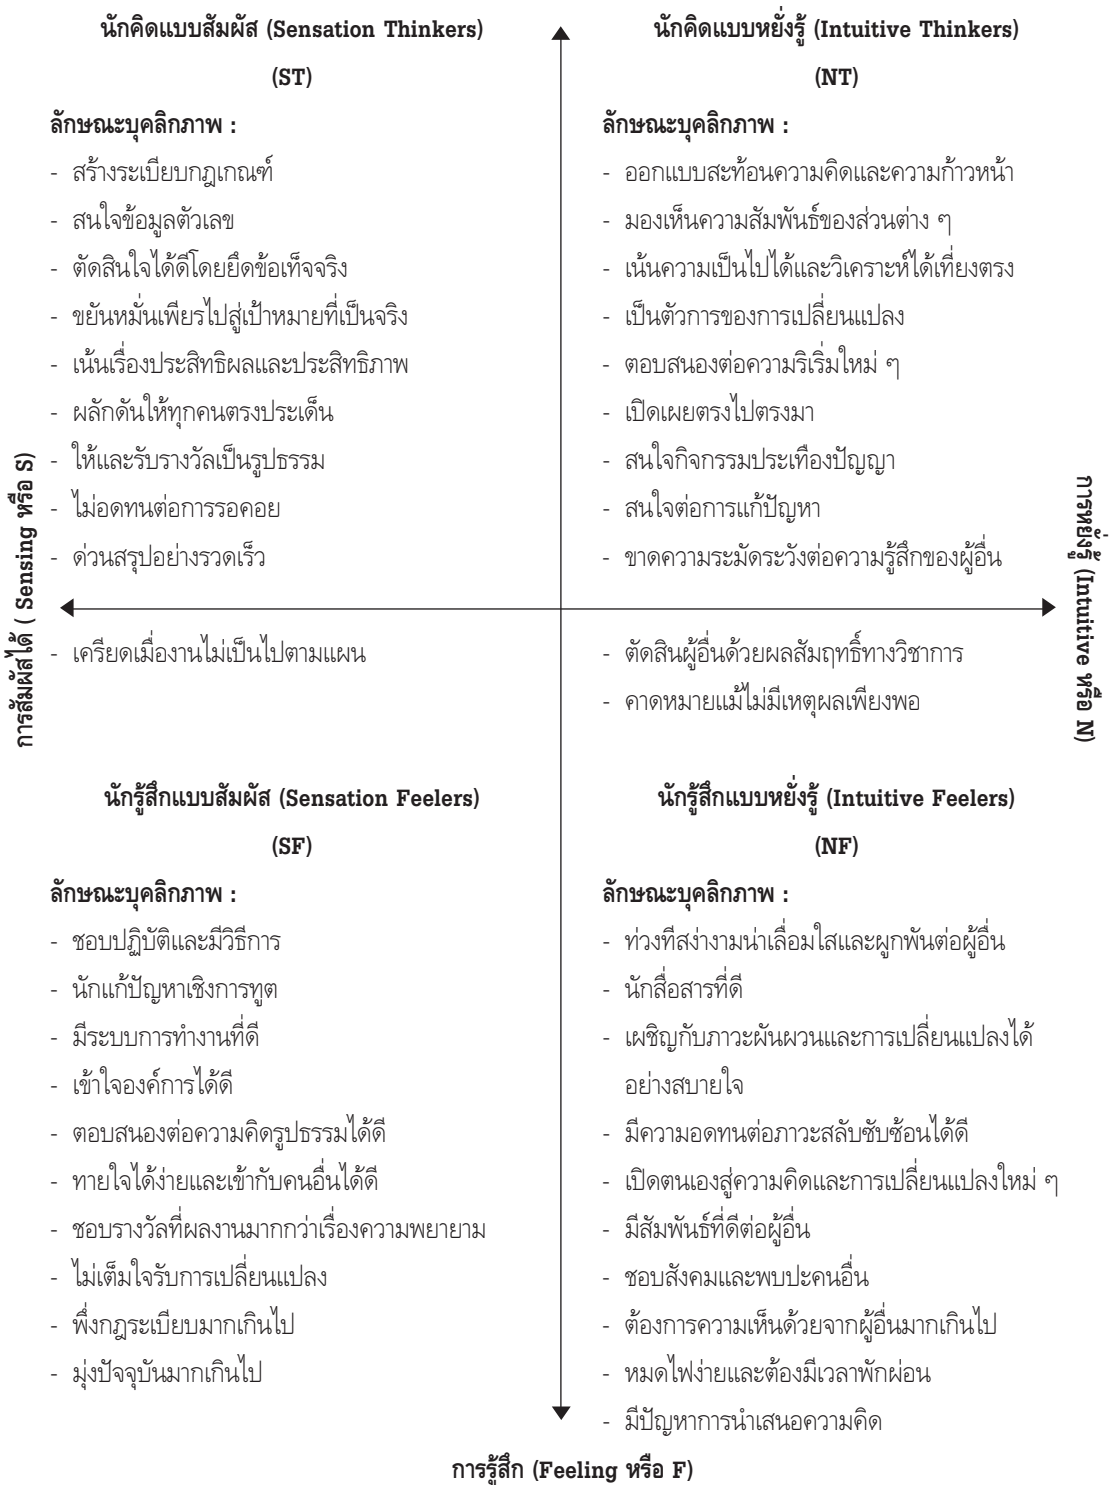 นักคิดแบบสัมผัส (Sensation Thinkers)
(ST)
ลักษณะบุคลิกภาพ :
- สร้างระเบียบกฎเกณฑ์
- สนใจข้อมูลตัวเลข
- ตัดสินใจได้ดีโดยยึดข้อเท็จจริง
- ขยันหมั่นเพียรไปสู่เป้าหมายที่เป็นจริง
- เน้นเรื่องประสิทธิผลและประสิทธิภาพ
- ผลักดันให้ทุกคนตรงประเด็น
- ให้และรับรางวัลเป็นรูปธรรม
- ไม่อดทนต่อการรอคอย
- ด่วนสรุปอย่างรวดเร็ว
- เครียดเมื่องานไม่เป็นไปตามแผน
นักคิดแบบหยั่งรู้ (Intuitive Thinkers)
(NT)
ลักษณะบุคลิกภาพ :
- ออกแบบสะท้อนความคิดและความก้าวหน้า
- มองเห็นความสัมพันธ์ของส่วนต่าง ๆ
- เน้นความเป็นไปได้และวิเคราะห์ได้เที่ยงตรง
- เป็นตัวการของการเปลี่ยนแปลง
- ตอบสนองต่อความริเริ่มใหม่ ๆ
- เปิดเผยตรงไปตรงมา
- สนใจกิจกรรมประเทืองปัญญา
- สนใจต่อการแก้ปัญหา
- ขาดความระมัดระวังต่อความรู้สึกของผู้อื่น
- ตัดสินผู้อื่นด้วยผลสัมฤทธิ์ทางวิชาการ
- คาดหมายแม้ไม่มีเหตุผลเพียงพอ
การสัมผัสได้ ( Sensing หรือ S)
การหยั่งรู้ (Intuitive หรือ N)
นักรู้สึกแบบสัมผัส (Sensation Feelers)
(SF)
ลักษณะบุคลิกภาพ :
- ชอบปฏิบัติและมีวิธีการ
- นักแก้ปัญหาเชิงการทูต
- มีระบบการทำงานที่ดี
- เข้าใจองค์การได้ดี
- ตอบสนองต่อความคิดรูปธรรมได้ดี
- ทายใจได้ง่ายและเข้ากับคนอื่นได้ดี
- ชอบรางวัลที่ผลงานมากกว่าเรื่องความพยายาม
- ไม่เต็มใจรับการเปลี่ยนแปลง
- พึ่งกฎระเบียบมากเกินไป
- มุ่งปัจจุบันมากเกินไป
นักรู้สึกแบบหยั่งรู้ (Intuitive Feelers)
(NF)
ลักษณะบุคลิกภาพ :
- ท่วงทีสง่างามน่าเลื่อมใสและผูกพันต่อผู้อื่น
- นักสื่อสารที่ดี
- เผชิญกับภาวะผันผวนและการเปลี่ยนแปลงได้
อย่างสบายใจ
- มีความอดทนต่อภาวะสลับซับซ้อนได้ดี
- เปิดตนเองสู่ความคิดและการเปลี่ยนแปลงใหม่ ๆ
- มีสัมพันธ์ที่ดีต่อผู้อื่น
- ชอบสังคมและพบปะคนอื่น
- ต้องการความเห็นด้วยจากผู้อื่นมากเกินไป
- หมดไฟง่ายและต้องมีเวลาพักผ่อน
- มีปัญหาการนำเสนอความคิด
การรู้สึก (Feeling หรือ F)